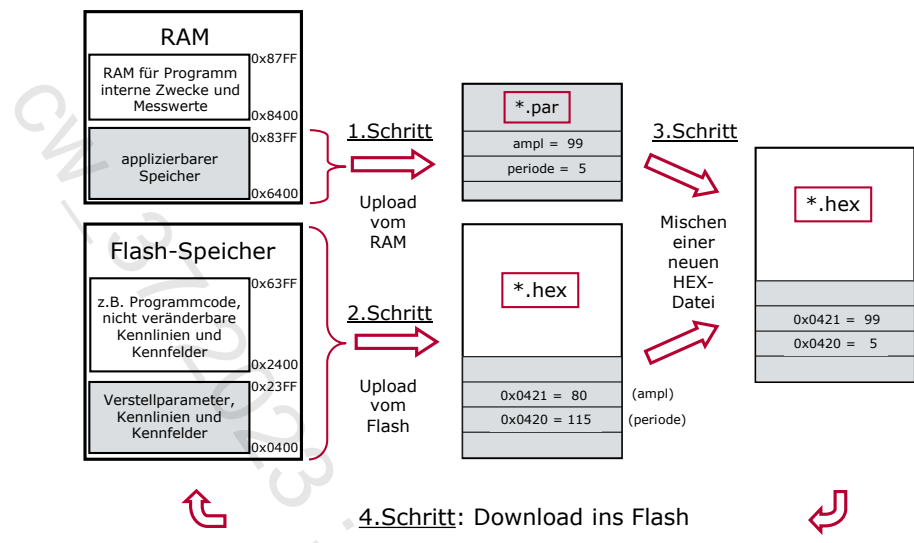 RAM
0x87FF
RAM für Programm
interne Zwecke und
Messwerte
0x8400
0x83FF
applizierbarer
Speicher
0x6400
Flash-Speicher
0x63FF
z.B. Programmcode,
nicht veränderbare
Kennlinien und
Kennfelder
0x2400
0x23FF
Verstellparameter,
Kennlinien und
Kennfelder
0x0400
1.Schritt
Upload
vom
RAM
2.Schritt
Upload
vom
Flash
*.par
ampl = 99
periode = 5
*.hex
0x0421 = 80
(ampl)
0x0420 = 115
(periode)
3.Schritt
Mischen
einer
neuen
HEX-
Datei
*.hex
0x0421 = 99
0x0420 = 5
4.Schritt: Download ins Flash
cw_37 2023